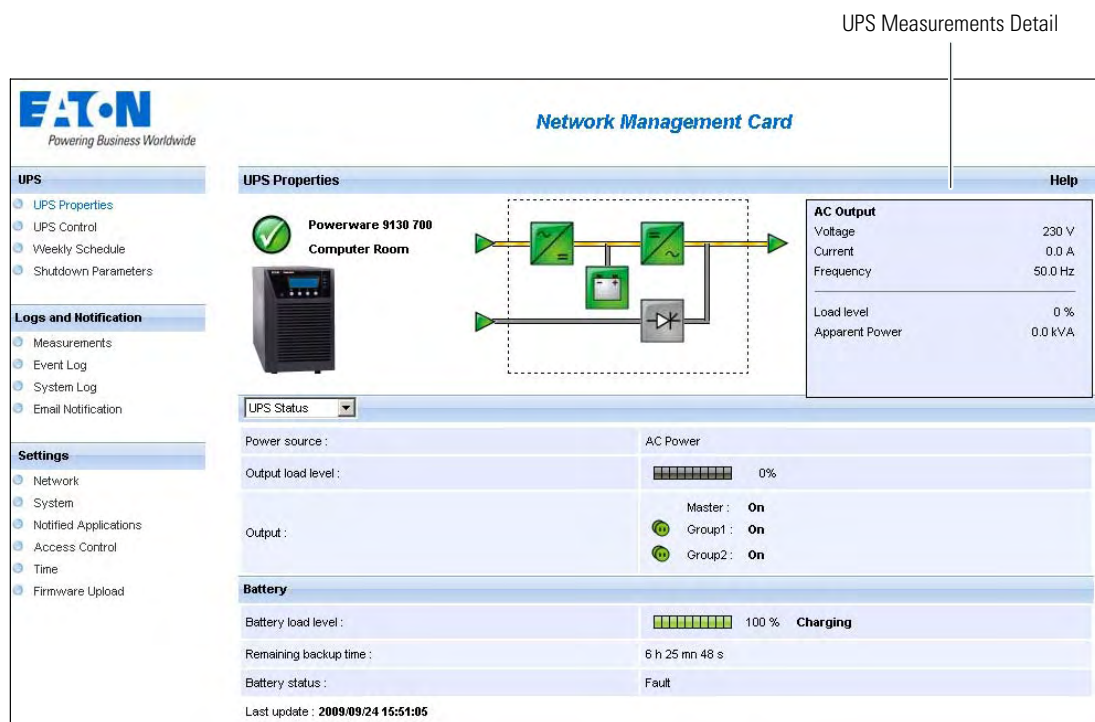 UPS Measurements Detail
EATON
Powering Business Worldwide
Network Management Card
UPS
UPS Properties
UPS Control
Weekly Schedule
Shutdown Parameters
Logs and Notification
Measurements
Event Log
System Log
Email Notification
Settings
Network
System
Notified Applications
Access Control
Time
Firmware Upload
UPS Properties Help
Powerware 9130 700
Computer Room
AC Output
Voltage 230 V
Current 0.0 A
Frequency 50.0 Hz
Load level 0 %
Apparent Power 0.0 kVA
UPS Status
Power source : AC Power
Output load level : 0%
Output :
Master : On
Group1 : On
Group2 : On
Battery
Battery load level : 100 % Charging
Remaining backup time : 6 h 25 mn 48 s
Battery status : Fault
Last update : 2009/09/24 15:51:05